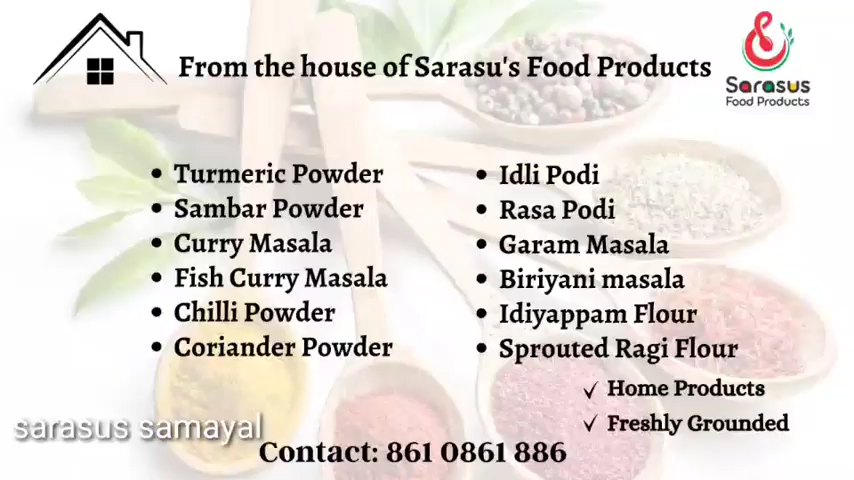 From the house of Sarasu's Food Products
Sarasus
Food Products
• Turmeric Powder
• Sambar Powder
• Curry Masala
• Fish Curry Masala
• Chilli Powder
• Coriander Powder
• Idli Podi
• Rasa Podi
• Garam Masala
• Biriyani masala
• Idiyappam Flour
• Sprouted Ragi Flour
✓ Home Products
✓ Freshly Grounded
sarasus samayal
Contact: 861 0861 886